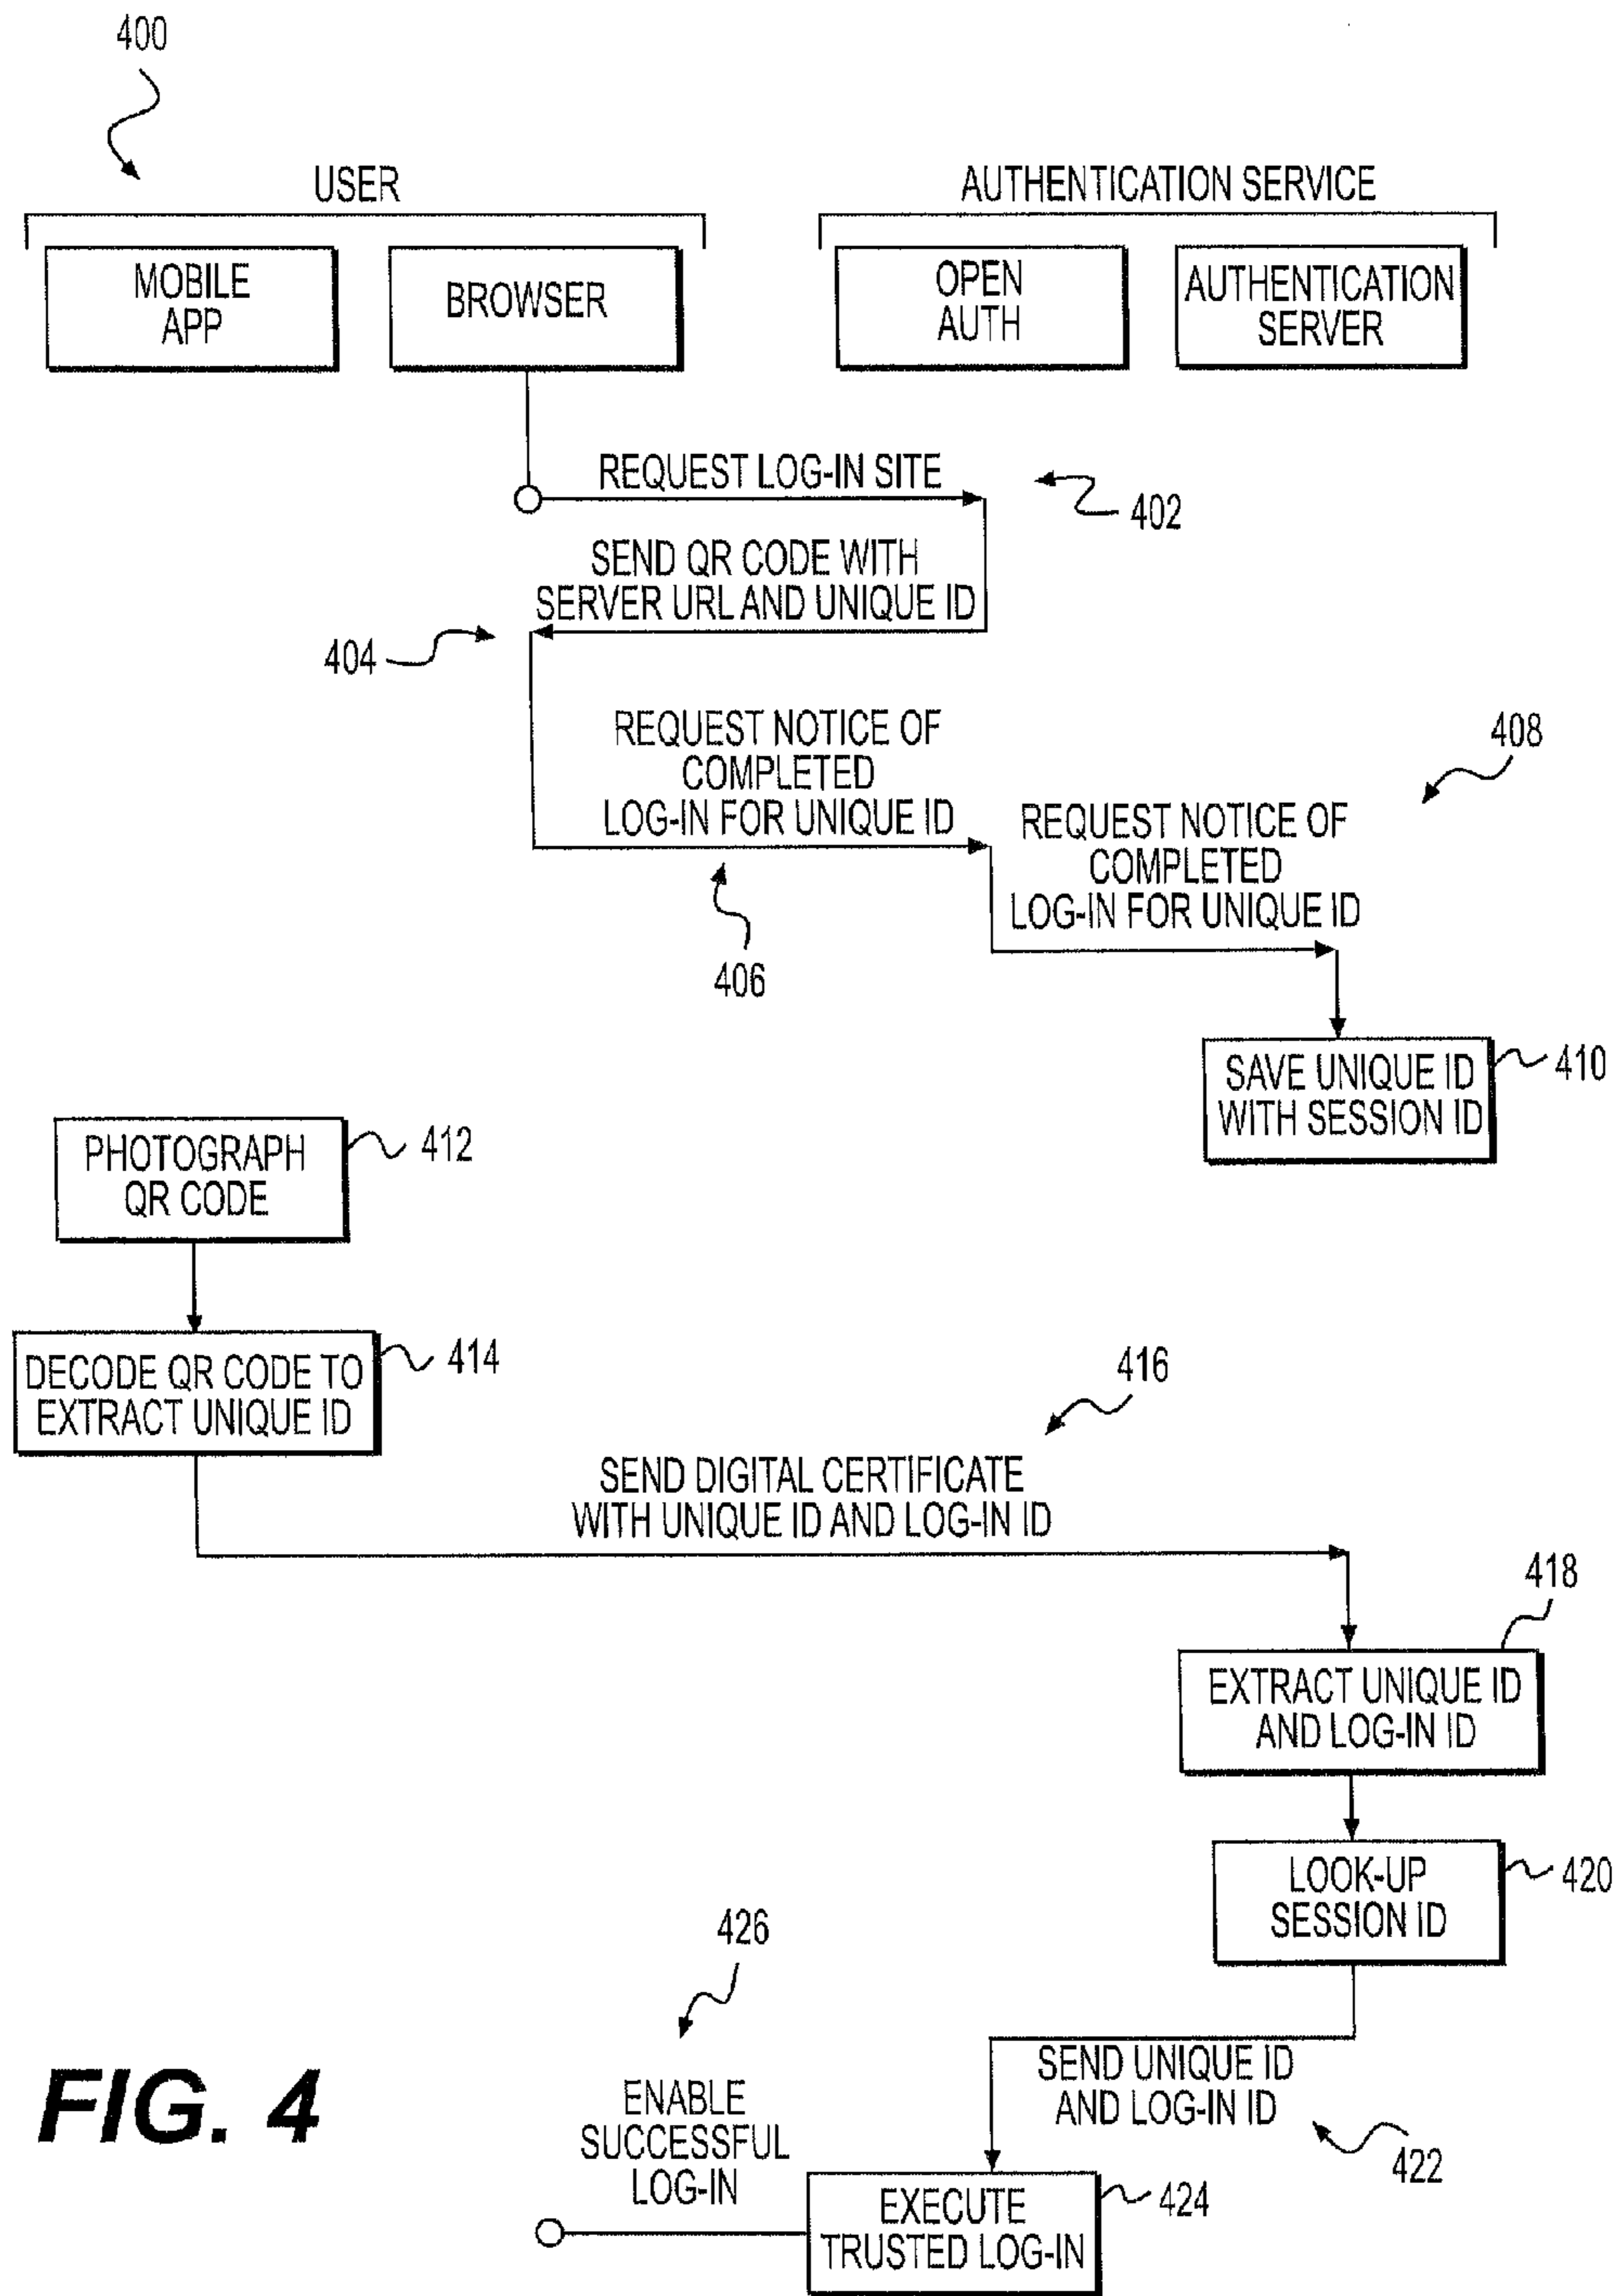 400
USER
AUTHENTICATION SERVICE
MOBILE
APP
BROWSER
OPEN
AUTH
AUTHENTICATION
SERVER
REQUEST LOG-IN SITE
402
SEND QR CODE WITH
SERVER URL AND UNIQUE ID
404
REQUEST NOTICE OF
COMPLETED
LOG-IN FOR UNIQUE ID
406
408
REQUEST NOTICE OF
COMPLETED
LOG-IN FOR UNIQUE ID
SAVE UNIQUE ID
WITH SESSION ID
410
PHOTOGRAPH
QR CODE
412
DECODE QR CODE TO
EXTRACT UNIQUE ID
414
416
SEND DIGITAL CERTIFICATE
WITH UNIQUE ID AND LOG-IN ID
418
EXTRACT UNIQUE ID
AND LOG-IN ID
LOOK-UP
SESSION ID
420
426
SEND UNIQUE ID
AND LOG-IN ID
422
ENABLE
SUCCESSFUL
LOG-IN
EXECUTE
TRUSTED LOG-IN
424
FIG. 4